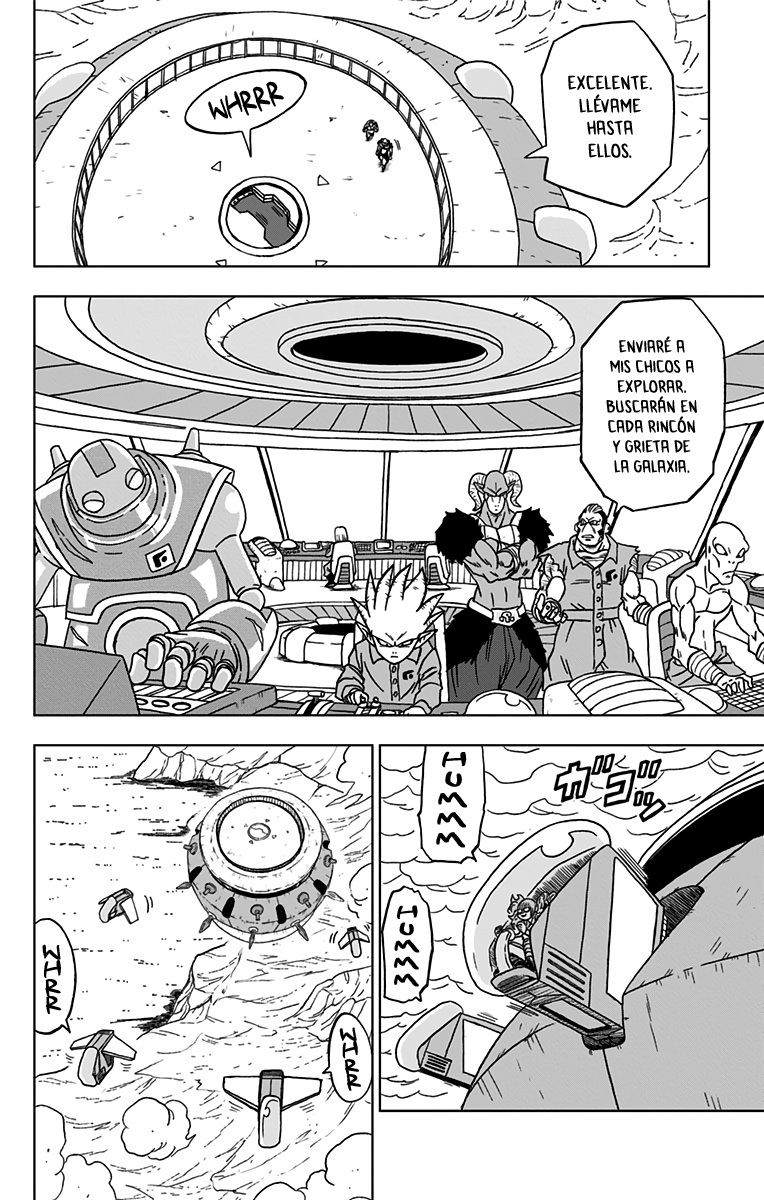 EXCELENTE.
LLÉVAME
HASTA
ELLOS.
WHRRR
ENVIARÉ A
MIS CHICOS A
EXPLORAR.
BUSCARÁN EN
CADA RINCÓN
Y GRIETA DE
LA GALAXIA.
HUMMM
ガゴッ
HUMMM
WHRR
WHRR